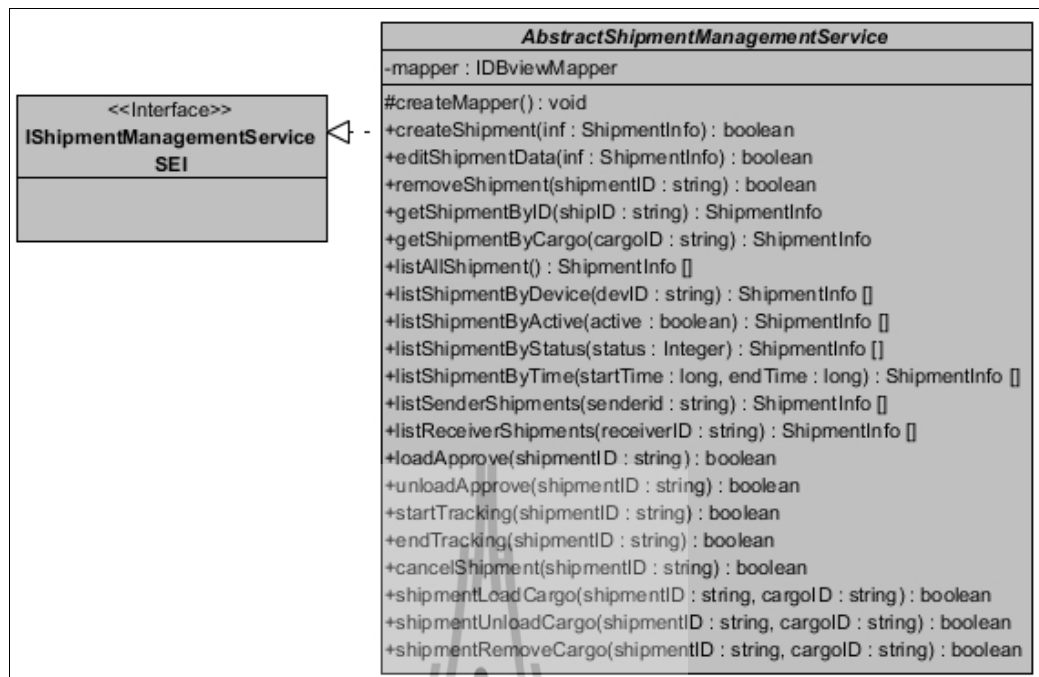 <<Interface>>
IShipmentManagementService
SEI
AbstractShipmentManagementService
-mapper : IDBviewMapper
#createMapper() : void
+createShipment(inf : ShipmentInfo) : boolean
+editShipmentData(inf : ShipmentInfo) : boolean
+removeShipment(shipmentID : string) : boolean
+getShipmentByID(shipID : string) : ShipmentInfo
+getShipmentByCargo(cargoID : string) : ShipmentInfo
+listAllShipment() : ShipmentInfo []
+listShipmentByDevice(devID : string) : ShipmentInfo []
+listShipmentByActive(active : boolean) : ShipmentInfo []
+listShipmentByStatus(status : Integer) : ShipmentInfo []
+listShipmentByTime(startTime : long, endTime : long) : ShipmentInfo []
+listSenderShipments(senderid : string) : ShipmentInfo []
+listReceiverShipments(receiverID : string) : ShipmentInfo []
+loadApprove(shipmentID : string) : boolean
+unloadApprove(shipmentID : string) : boolean
+startTracking(shipmentID : string) : boolean
+endTracking(shipmentID : string) : boolean
+cancelShipment(shipmentID : string) : boolean
+shipmentLoadCargo(shipmentID : string, cargoID : string) : boolean
+shipmentUnloadCargo(shipmentID : string, cargoID : string) : boolean
+shipmentRemoveCargo(shipmentID : string, cargoID : string) : boolean